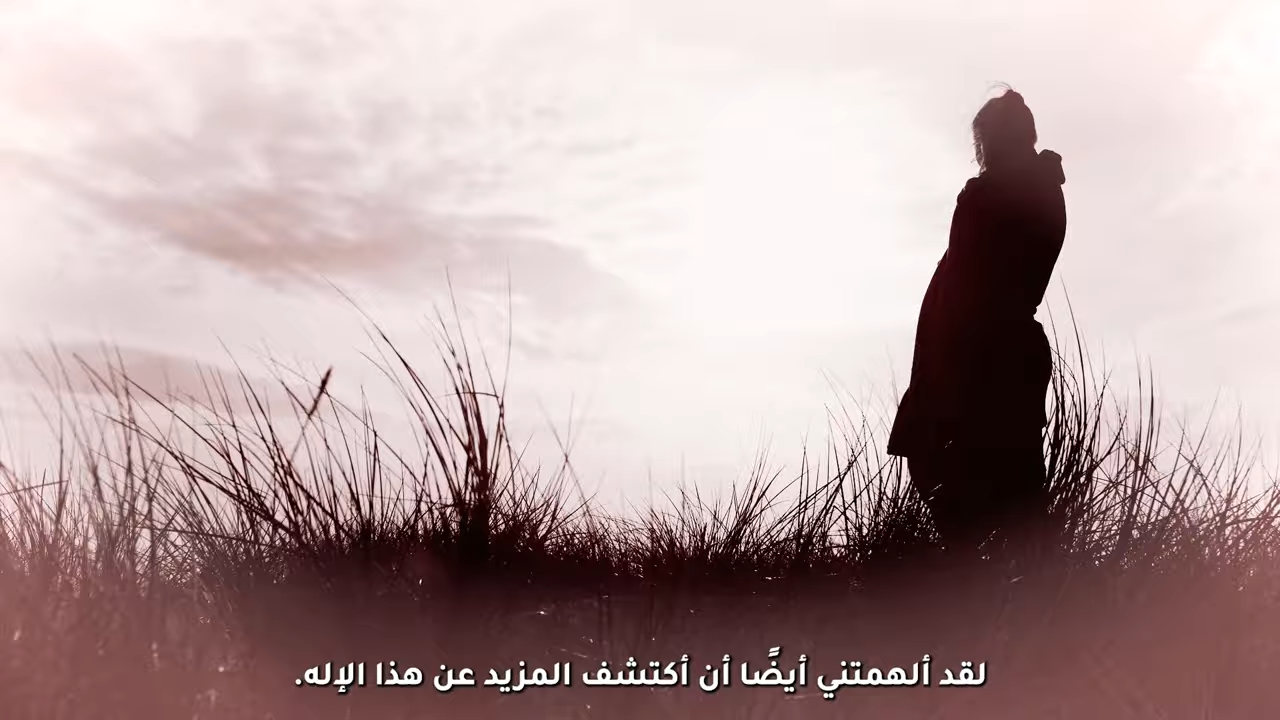 لقد ألهمتني أيضًا أن أكتشف المزيد عن هذا الإله.